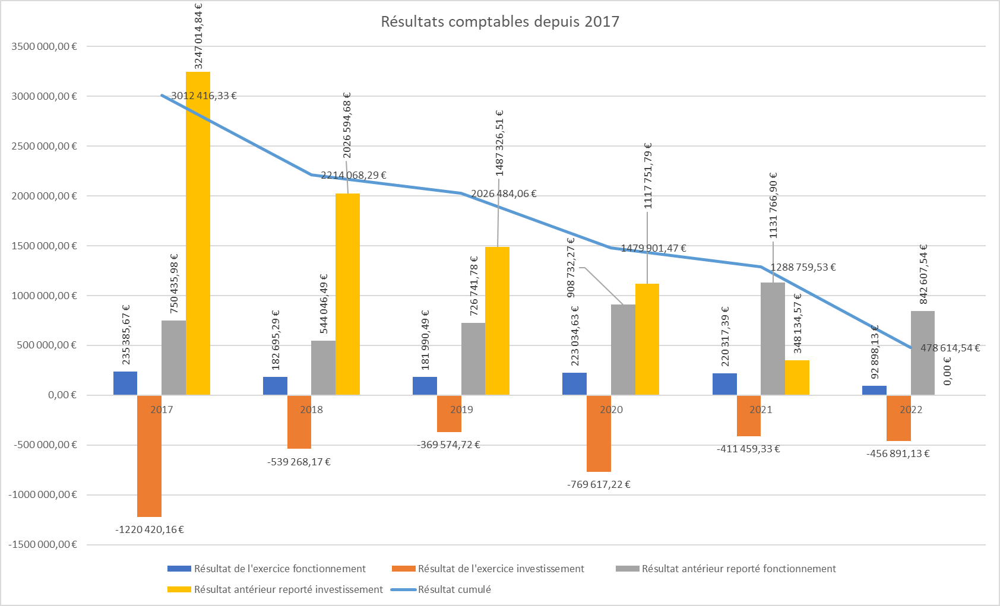 Résultats comptables depuis 2017
3500 000,00 €
3000 000,00 €
2500 000,00 €
2000 000,00 €
1500 000,00 €
1000 000,00 €
500 000,00 €
0,00 €
-500 000,00 €
-1000 000,00 €
-1500 000,00 €
235 385,67 €
-1220 420,16 €
750 435,98 €
3247 014,84 €
3012 416,33 €
182 695,29 €
-539 268,17 €
544 046,49 €
2026 594,68 €
2214 068,29 €
181 990,49 €
-369 574,72 €
726 741,78 €
1487 326,51 €
2026 484,06 €
223 034,63 €
-769 617,22 €
908 732,27 €
1117 751,79 €
1479 901,47 €
220 317,39 €
-411 459,33 €
1131 766,90 €
348 134,57 €
1288 759,53 €
92 898,13 €
-456 891,13 €
842 607,54 €
0,00 €
478 614,54 €
2017
2018
2019
2020
2021
2022
Résultat de l'exercice fonctionnement
Résultat de l'exercice investissement
Résultat antérieur reporté fonctionnement
Résultat antérieur reporté investissement
Résultat cumulé